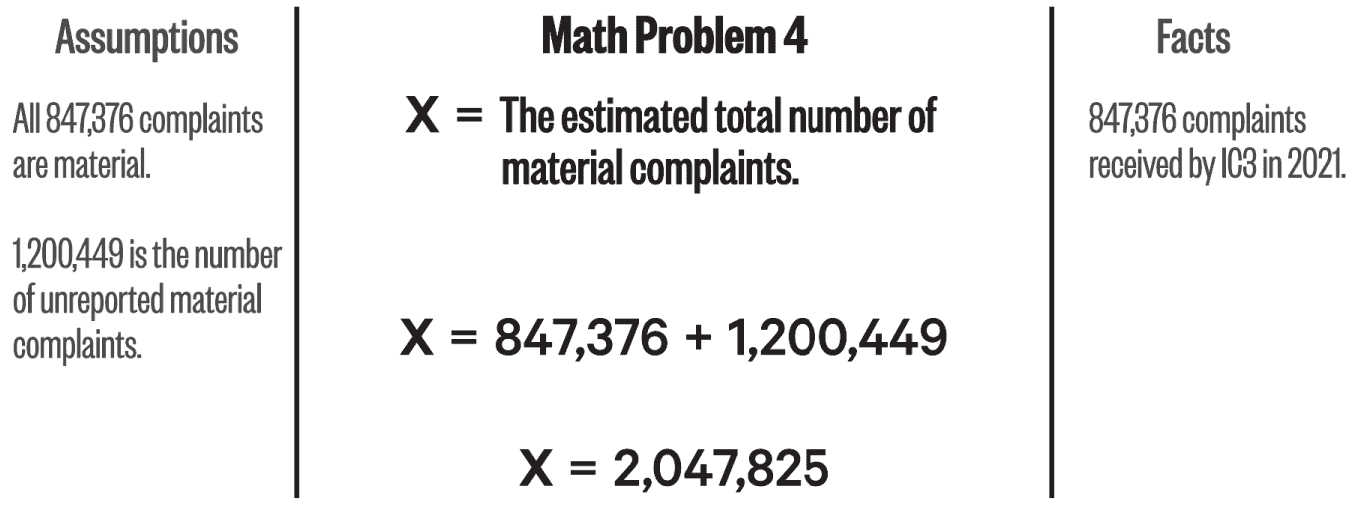 Assumptions
All 847,376 complaints
are material.
1,200,449 is the number
of unreported material
complaints.
Math Problem 4
X = The estimated total number of
material complaints.
X = 847,376 + 1,200,449
X = 2,047,825
Facts
847,376 complaints
received by IC3 in 2021.